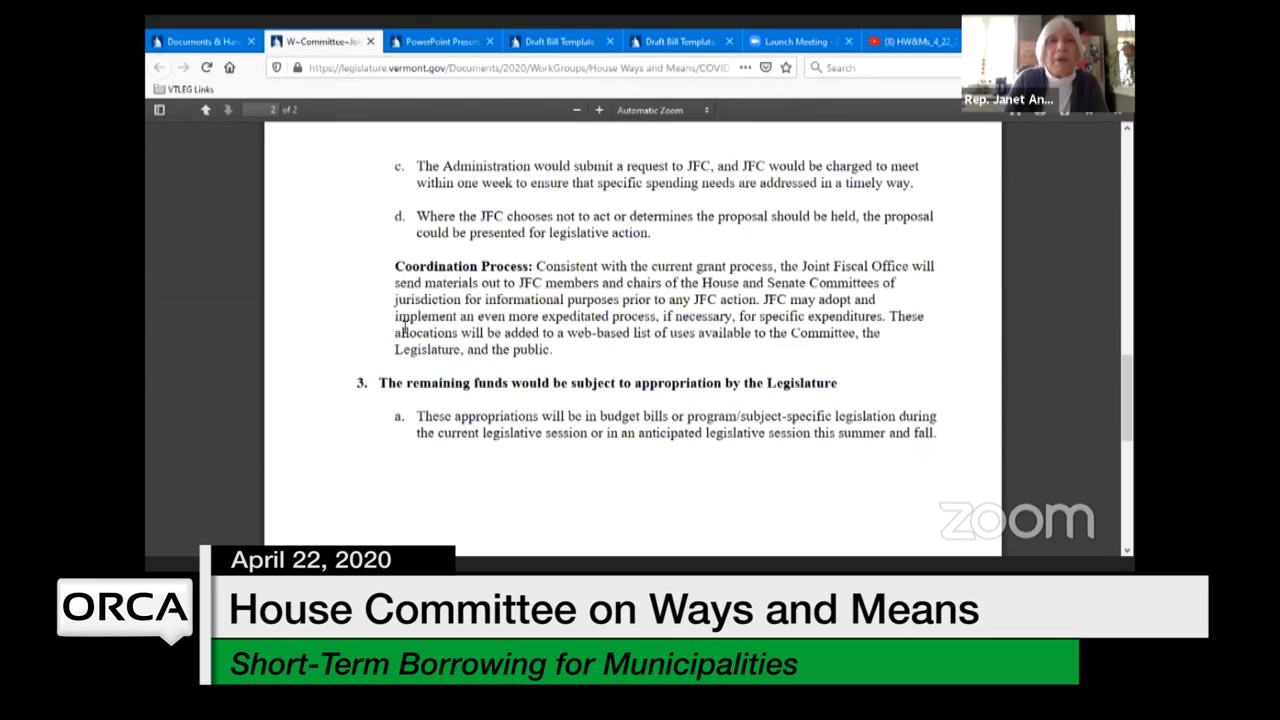 Documents & Han
W~Committee~Joi
PowerPoint Presen
Draft Bill Template
Draft Bill Template
Launch Meeting -
(8) HW&Ms_4_22_
https://legislature.vermont.gov/Documents/2020/WorkGroups/House Ways and Means/COVID
Search
VTLEG Links
Rep. Janet An...
2 of 2
Automatic Zoom
c. The Administration would submit a request to JFC, and JFC would be charged to meet
within one week to ensure that specific spending needs are addressed in a timely way.
d. Where the JFC chooses not to act or determines the proposal should be held, the proposal
could be presented for legislative action.
Coordination Process: Consistent with the current grant process, the Joint Fiscal Office will
send materials out to JFC members and chairs of the House and Senate Committees of
jurisdiction for informational purposes prior to any JFC action. JFC may adopt and
implement an even more expeditated process, if necessary, for specific expenditures. These
allocations will be added to a web-based list of uses available to the Committee, the
Legislature, and the public.
3. The remaining funds would be subject to appropriation by the Legislature
a. These appropriations will be in budget bills or program/subject-specific legislation during
the current legislative session or in an anticipated legislative session this summer and fall.
zoom
April 22, 2020
ORCA
House Committee on Ways and Means
Short-Term Borrowing for Municipalities